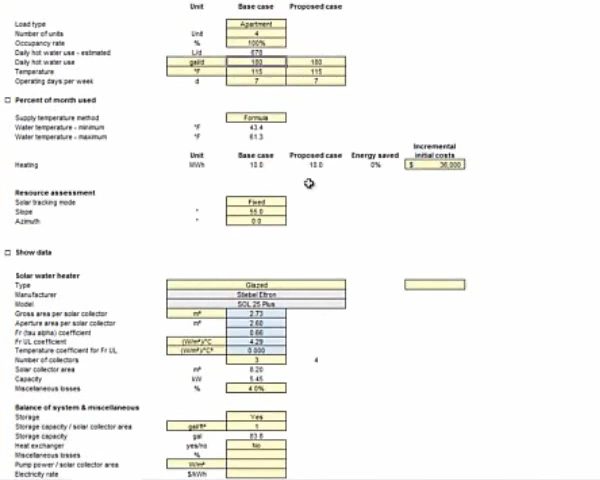 Unit Base case Proposed case
Load type Apartment
Number of units Unit 4
Occupancy rate % 100%
Daily hot water use - estimated L/d 678
Daily hot water use gal/d 180 180
Temperature °F 115 115
Operating days per week d 7 7
Percent of month used
Supply temperature method Formula
Water temperature - minimum °F 43.4
Water temperature - maximum °F 61.3
Incremental
Unit Base case Proposed case Energy saved initial costs
Heating MWh 18.0 18.0 0% $ 36,000
Resource assessment
Solar tracking mode Fixed
Slope ° 55.0
Azimuth ° 0.0
Show data
Solar water heater
Type Glazed
Manufacturer Stiebel Eltron
Model SOL 25 Plus
Gross area per solar collector m² 2.73
Aperture area per solar collector m² 2.60
Fr (tau alpha) coefficient 0.66
Fr UL coefficient (W/m²)/°C 4.29
Temperature coefficient for Fr UL (W/m²)/°C² 0.000
Number of collectors 3 4
Solar collector area m² 8.20
Capacity kW 5.45
Miscellaneous losses % 4.0%
Balance of system & miscellaneous
Storage Yes
Storage capacity / solar collector area gal/ft² 1
Storage capacity gal 83.8
Heat exchanger yes/no No
Miscellaneous losses %
Pump power / solar collector area W/m²
Electricity rate $/kWh